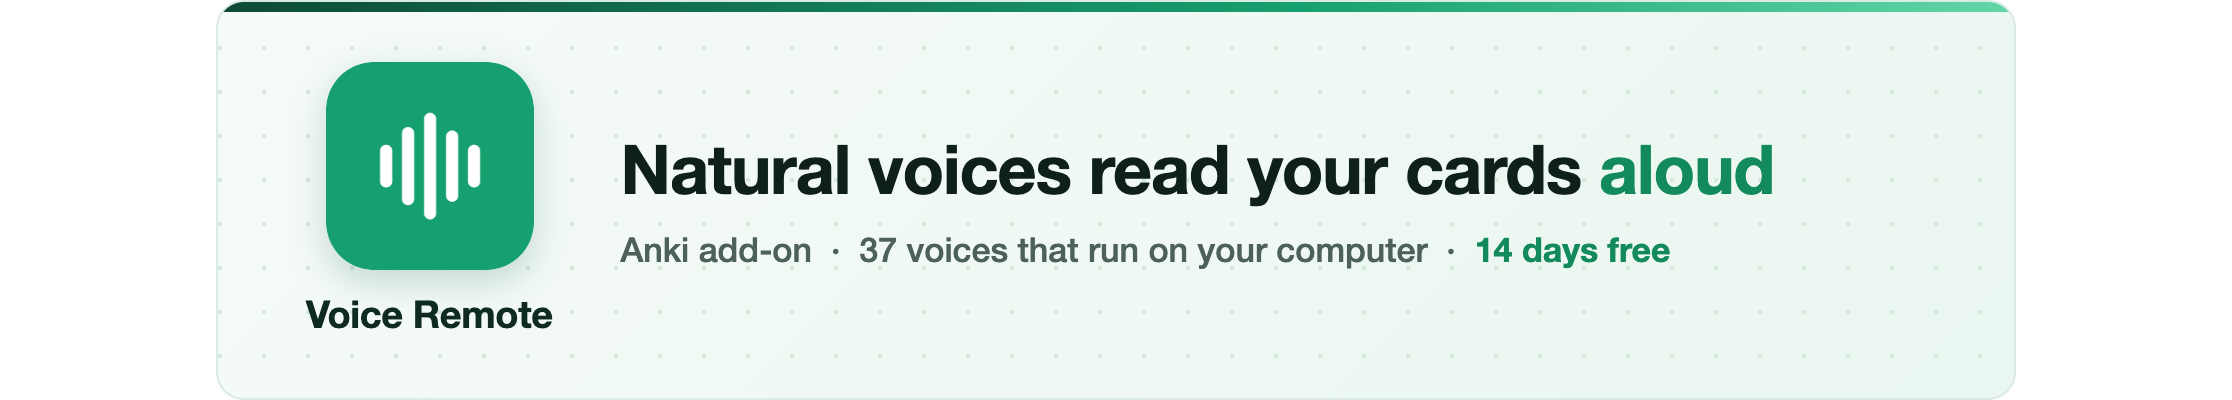 Natural voices read your cards aloud
Anki add-on · 37 voices that run on your computer · 14 days free
Voice Remote